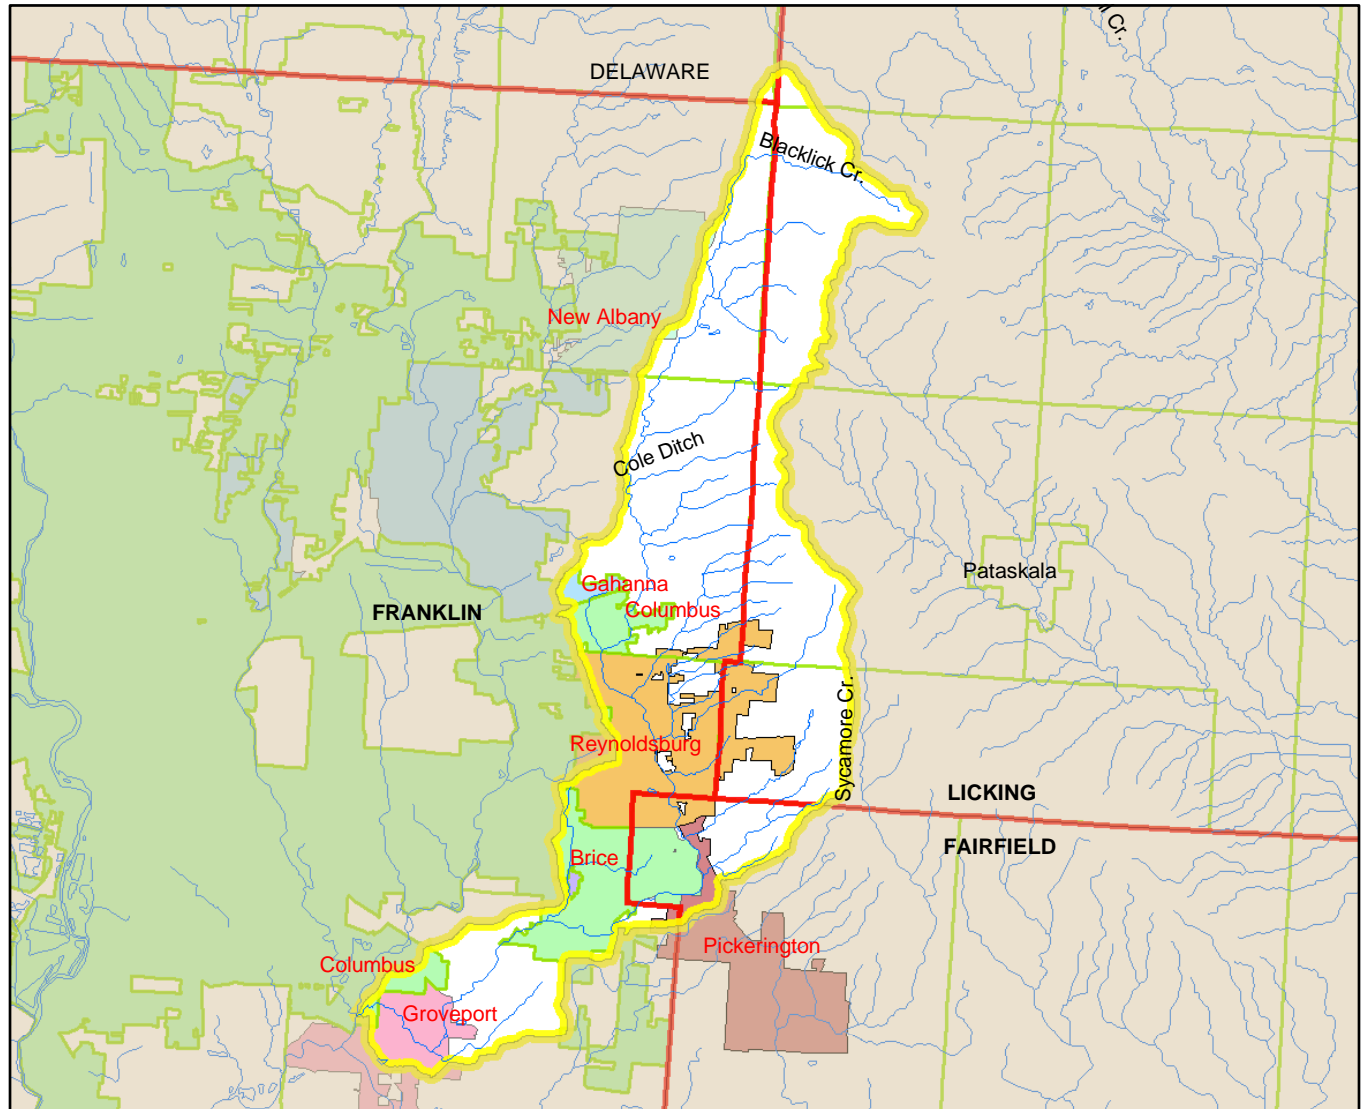 DELAWARE
Blacklick Cr.
New Albany
Cole Ditch
Pataskala
Gahanna
Columbus
FRANKLIN
Sycamore Cr.
Reynoldsburg
LICKING
FAIRFIELD
Brice
Pickerington
Columbus
Groveport
Cr.